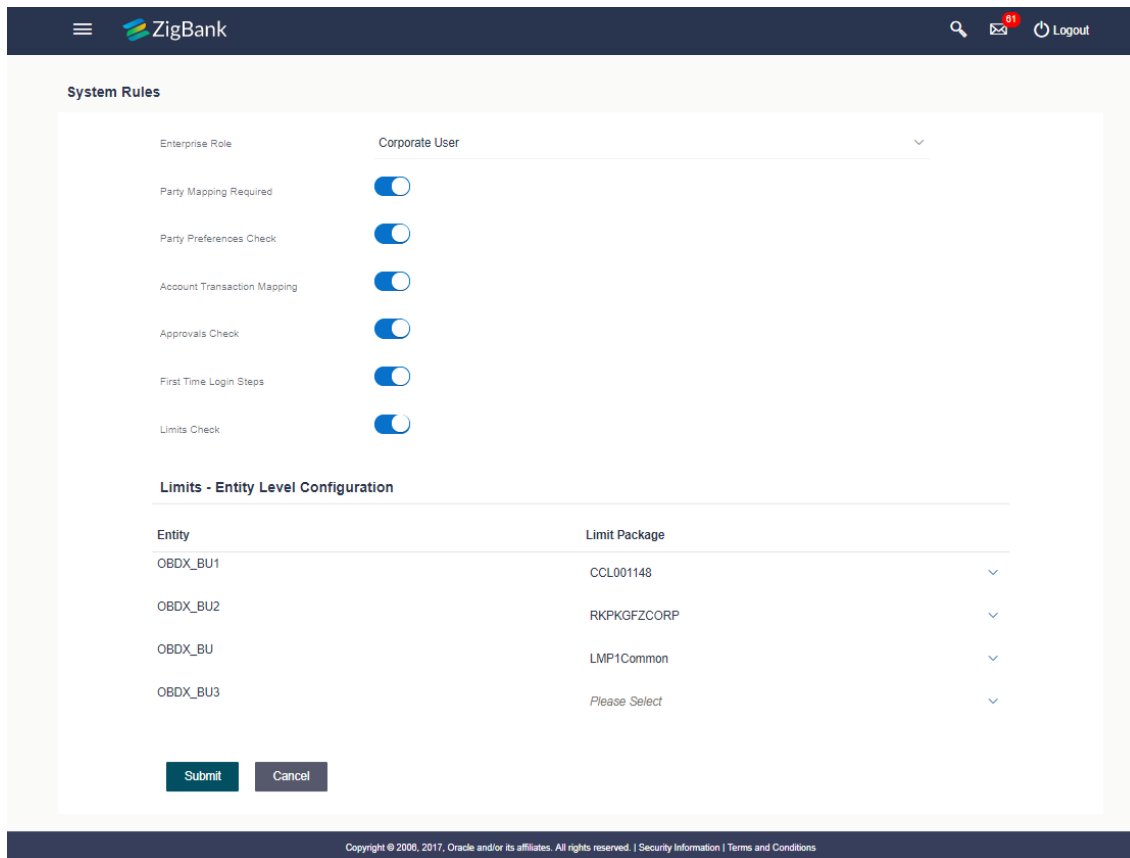 ZigBank
61
Logout
System Rules
Enterprise Role Corporate User
Party Mapping Required
Party Preferences Check
Account Transaction Mapping
Approvals Check
First Time Login Steps
Limits Check
Limits - Entity Level Configuration
Entity Limit Package
OBDX_BU1 CCL001148
OBDX_BU2 RKPKGFZCORP
OBDX_BU LMP1Common
OBDX_BU3 Please Select
Submit Cancel
Copyright © 2006, 2017, Oracle and/or its affiliates. All rights reserved. | Security Information | Terms and Conditions